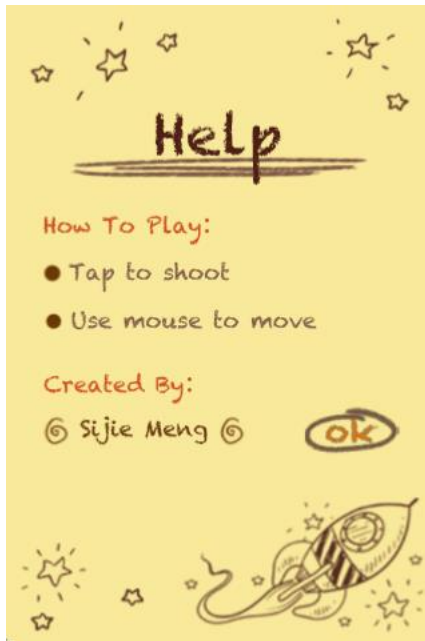 Help
How To Play:
Tap to shoot
Use mouse to move
Created By:
Sijie Meng
ok